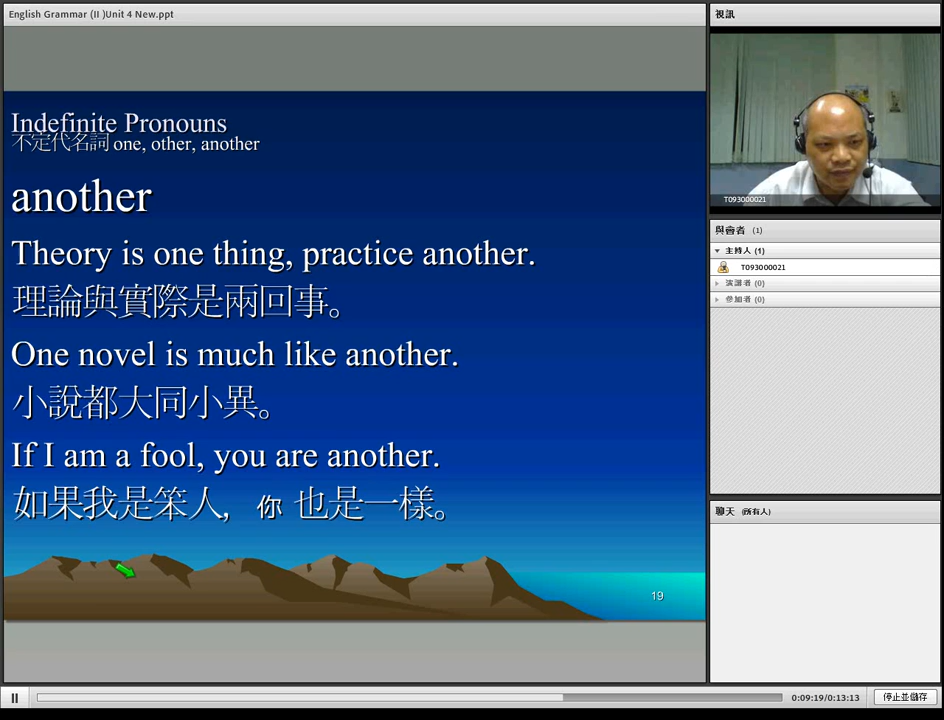 English Grammar (II )Unit 4 New.ppt
Indefinite Pronouns
不定代名詞 one, other, another
another
Theory is one thing, practice another.
理論與實際是兩回事。
One novel is much like another.
小說都大同小異。
If I am a fool, you are another.
如果我是笨人, 你 也是一樣。
19
視訊
T093000021
與會者 (1)
主持人 (1)
T093000021
演講者 (0)
參加者 (0)
聊天 (所有人)
0:09:19/0:13:13
停止並儲存